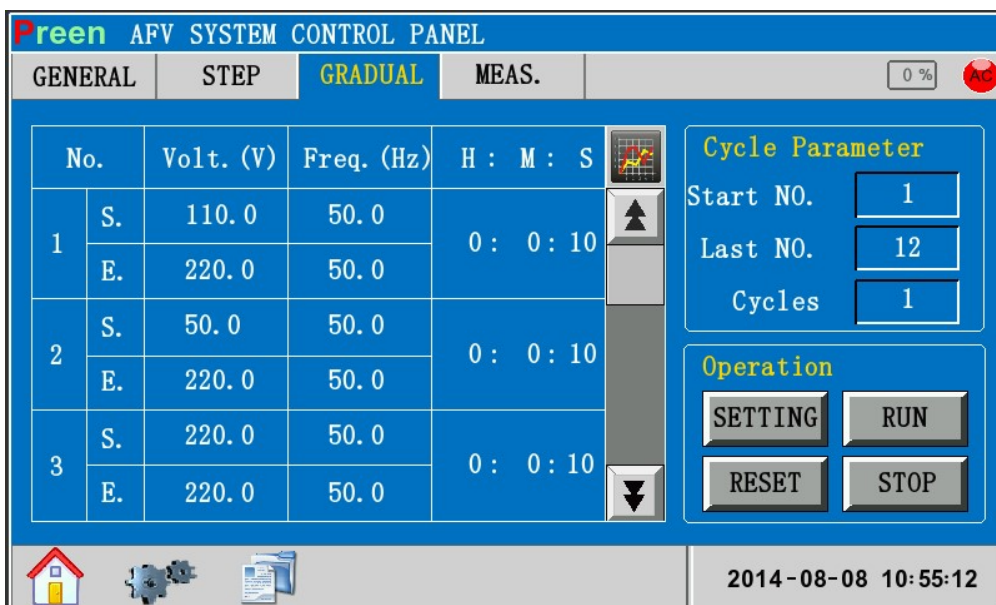 Preen AFV SYSTEM CONTROL PANEL
GENERAL STEP GRADUAL MEAS. 0 % AC
No. Volt.(V) Freq.(Hz) H : M : S
1 S. 110.0 50.0 0 : 0 : 10
E. 220.0 50.0
2 S. 50.0 50.0 0 : 0 : 10
E. 220.0 50.0
3 S. 220.0 50.0 0 : 0 : 10
E. 220.0 50.0
Cycle Parameter
Start NO. 1
Last NO. 12
Cycles 1
Operation
SETTING RUN
RESET STOP
2014-08-08 10:55:12